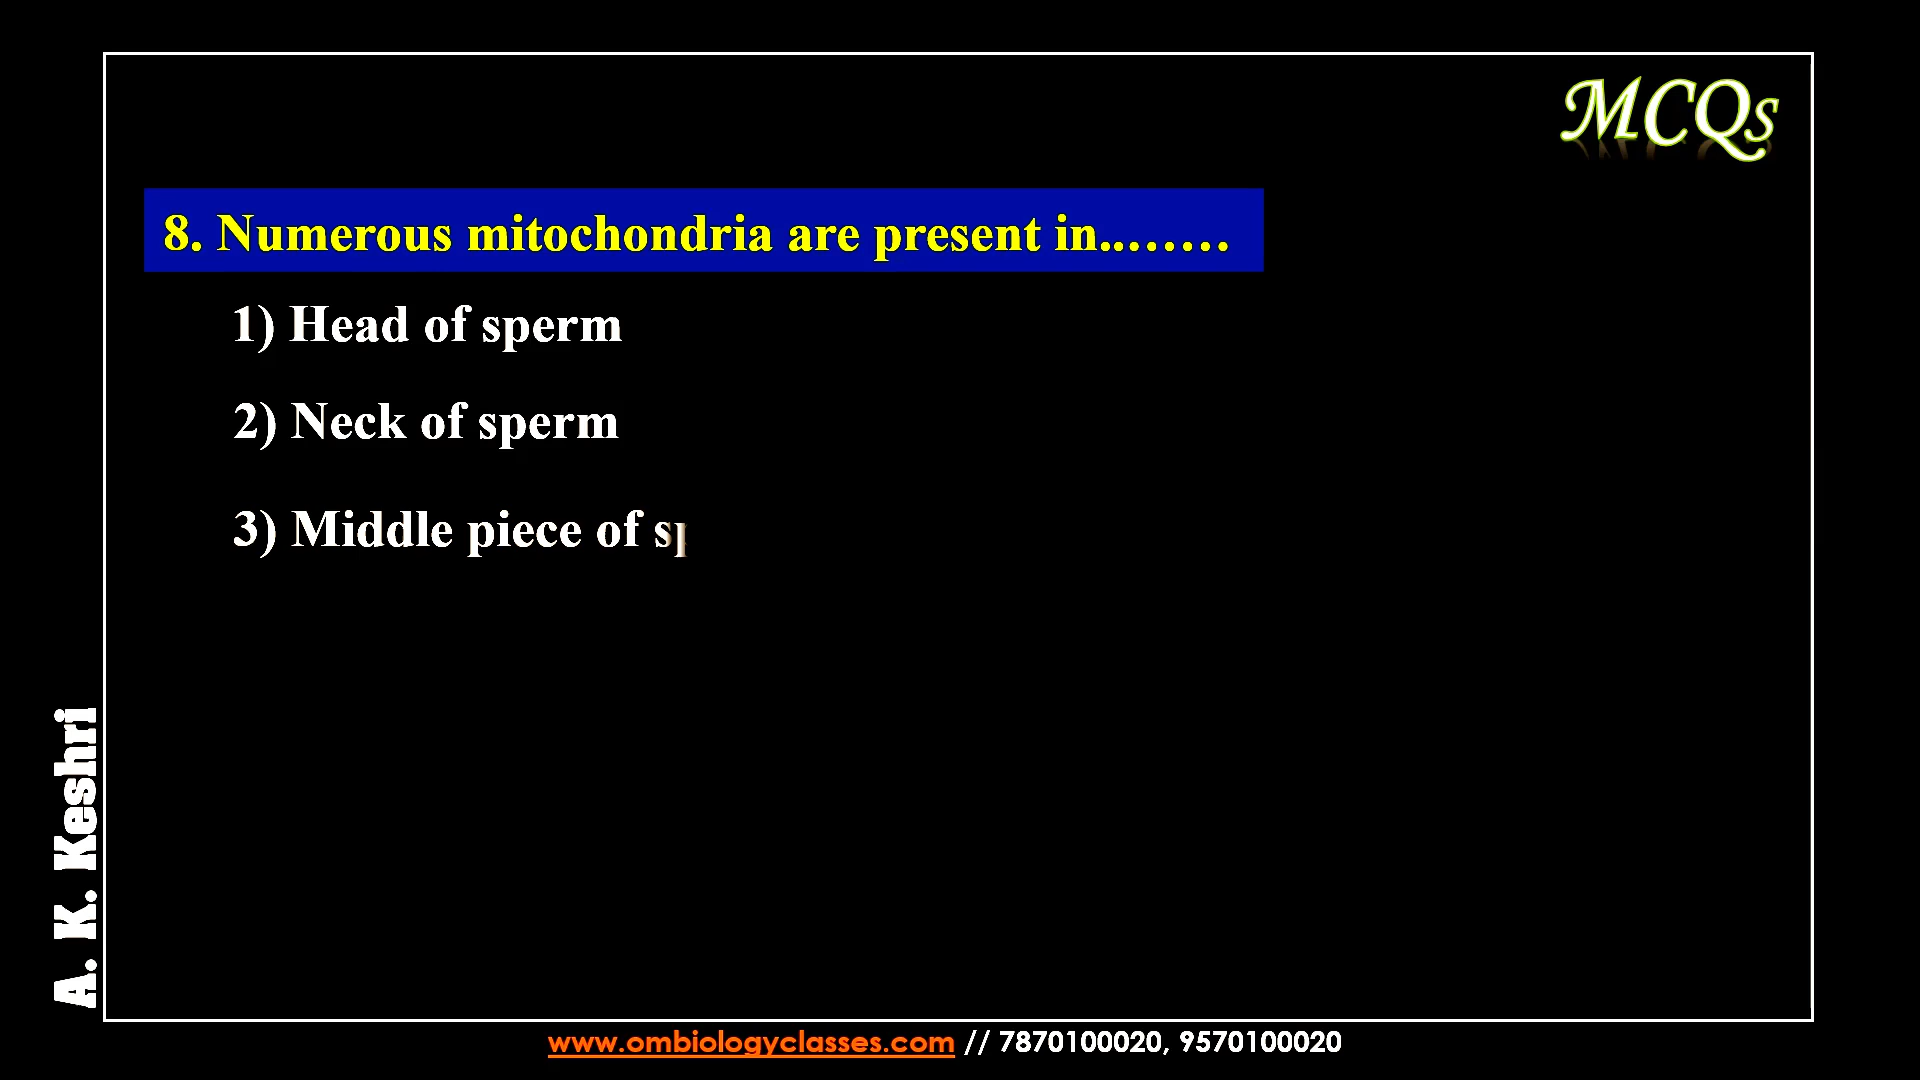 MCQs
8. Numerous mitochondria are present in..……
1) Head of sperm
2) Neck of sperm
3) Middle piece of
A. K. Keshri
www.ombiologyclasses.com // 7870100020, 9570100020